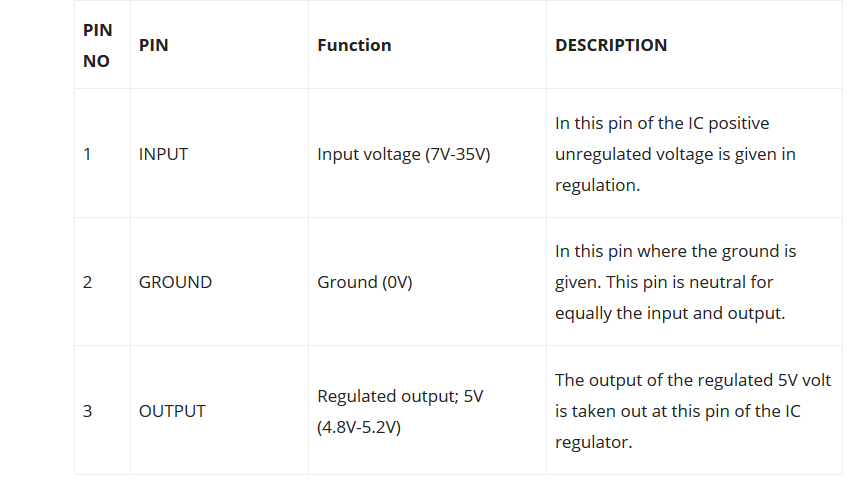 PIN NO
PIN
Function
DESCRIPTION
1
INPUT
Input voltage (7V-35V)
In this pin of the IC positive
unregulated voltage is given in
regulation.
2
GROUND
Ground (0V)
In this pin where the ground is
given. This pin is neutral for
equally the input and output.
3
OUTPUT
Regulated output; 5V
(4.8V-5.2V)
The output of the regulated 5V volt
is taken out at this pin of the IC
regulator.